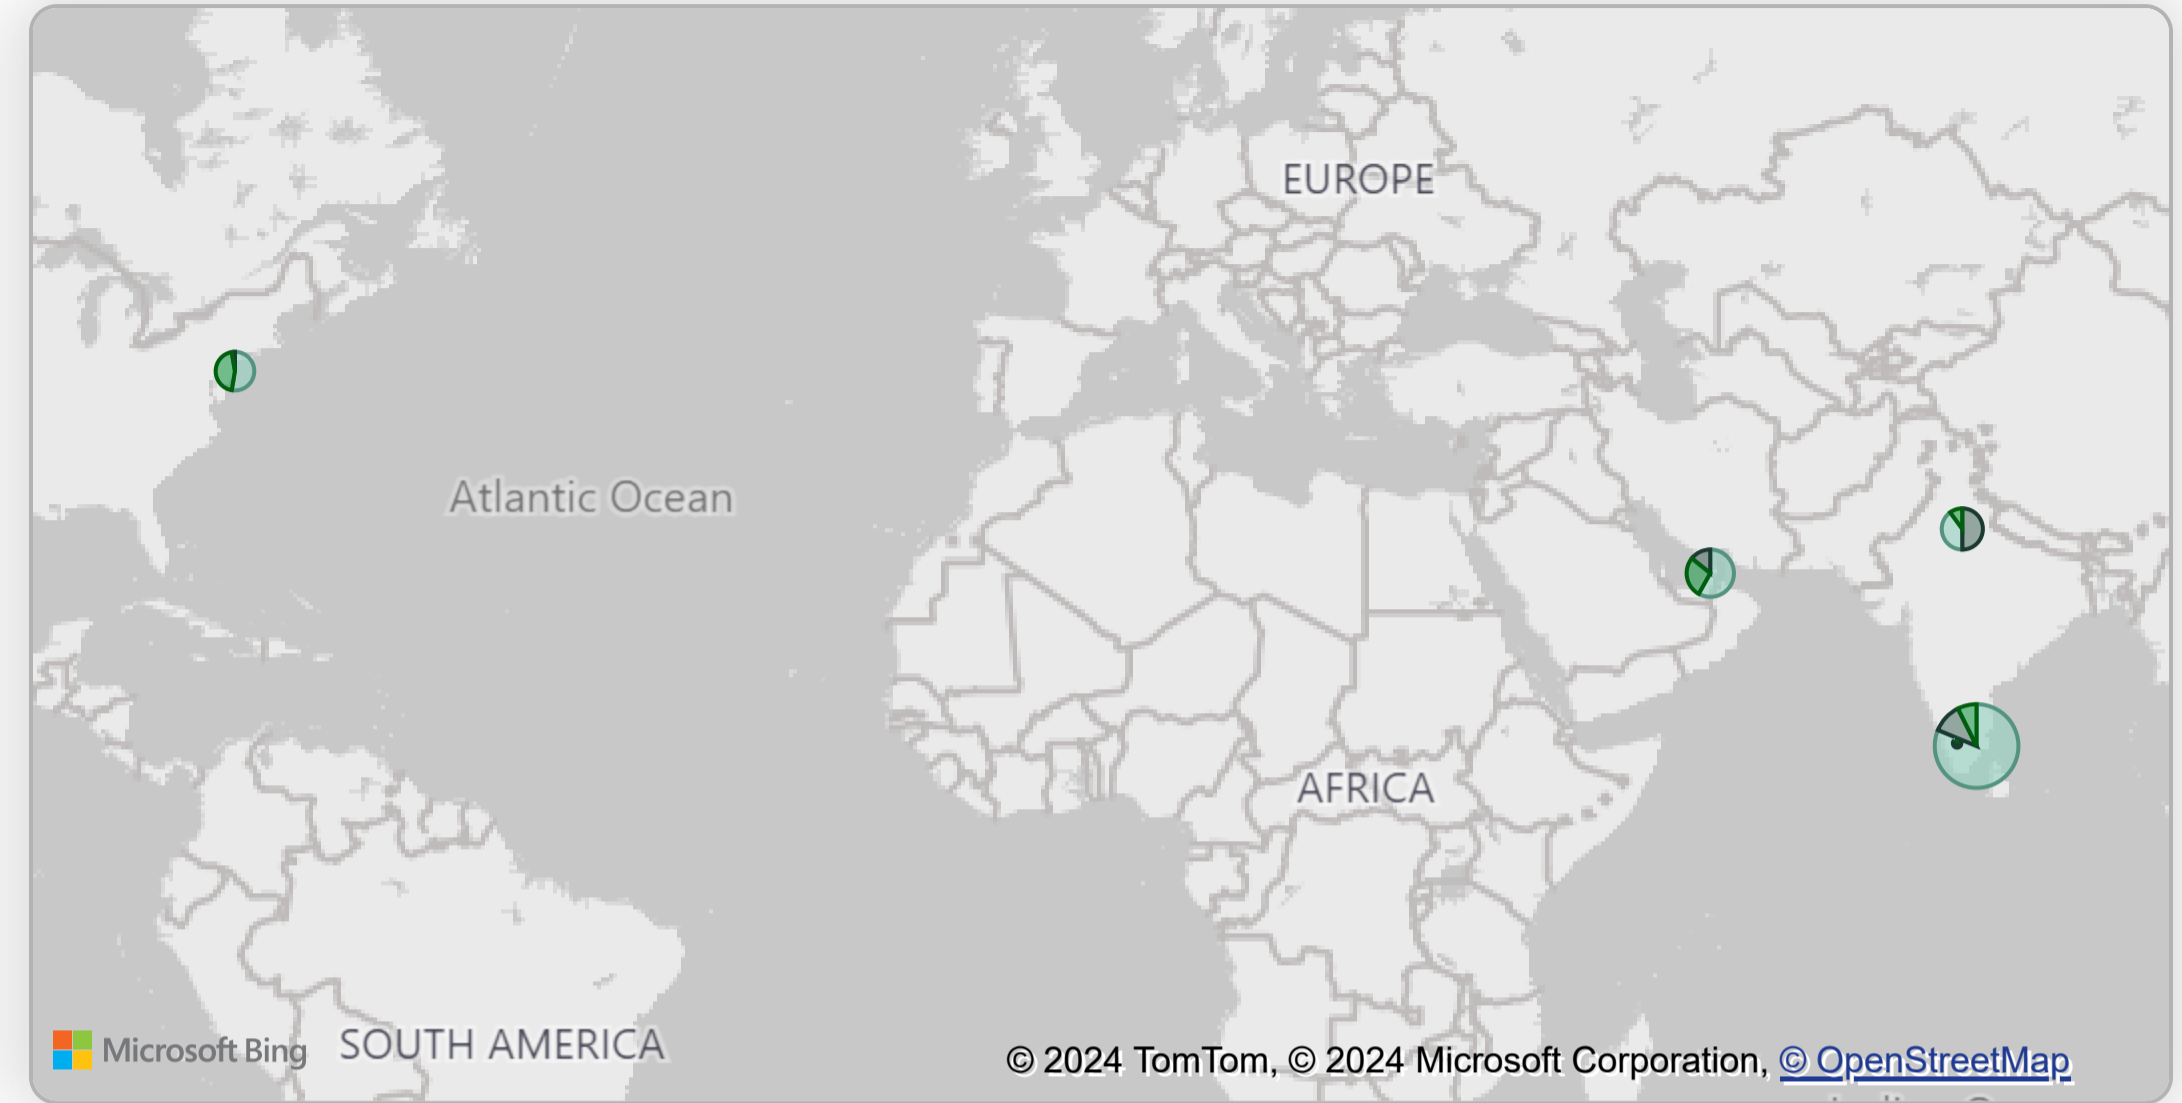 EUROPE
Atlantic Ocean
AFRICA
SOUTH AMERICA
Microsoft Bing
© 2024 TomTom, © 2024 Microsoft Corporation, © OpenStreetMap